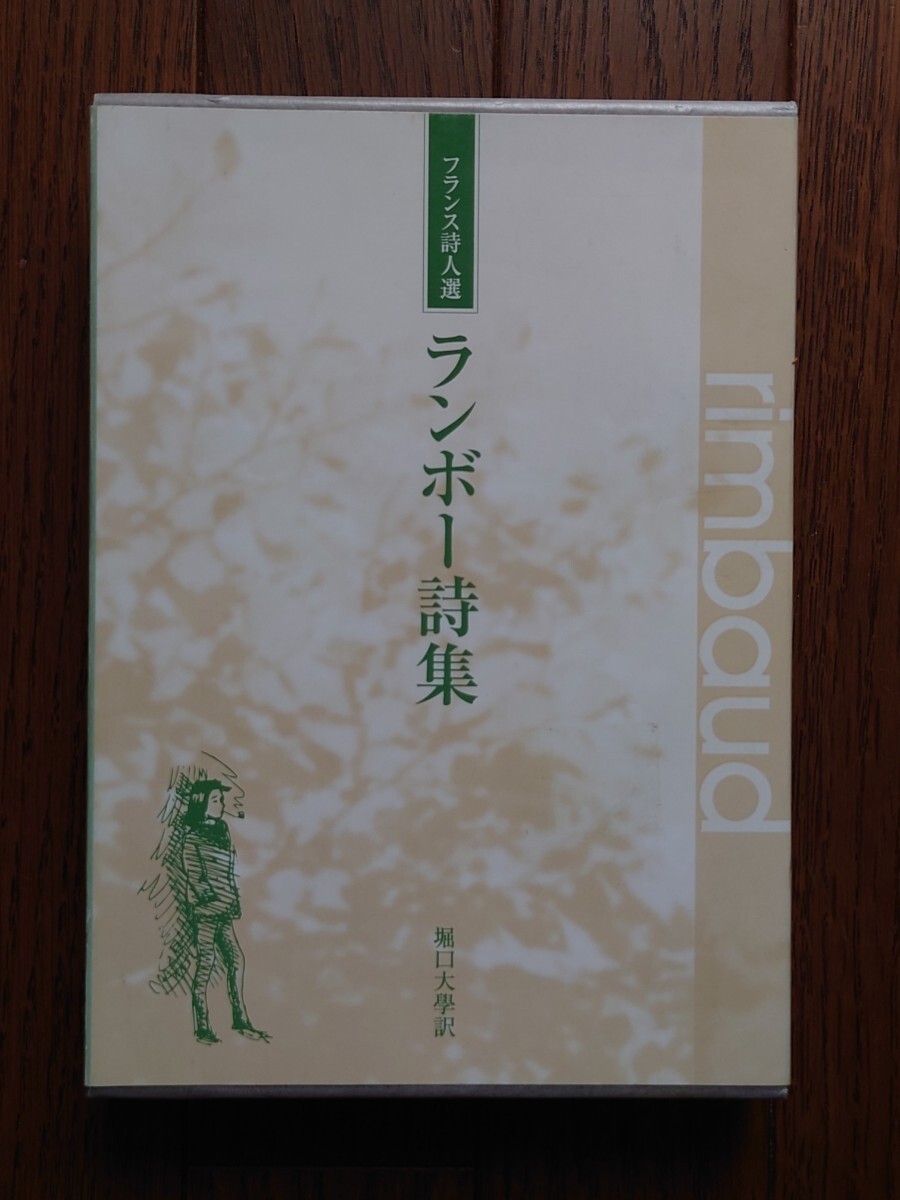 フランス詩人選
ランボー詩集
堀口大學訳
rimbaud